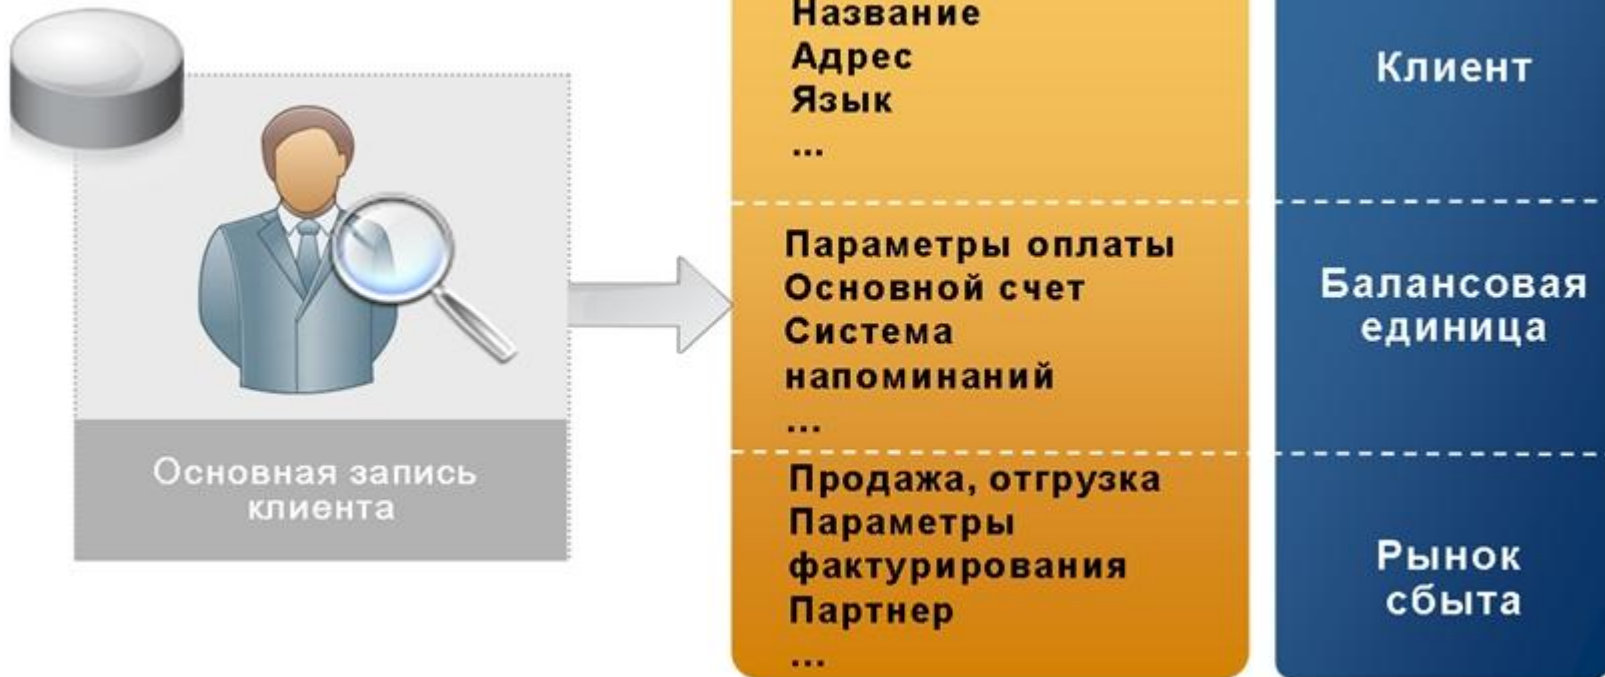 Название
Адрес
Язык
...
Клиент
Параметры оплаты
Основной счет
Система
напоминаний
...
Балансовая
единица
Продажа, отгрузка
Параметры
фактурирования
Партнер
...
Рынок
сбыта
Основная запись
клиента